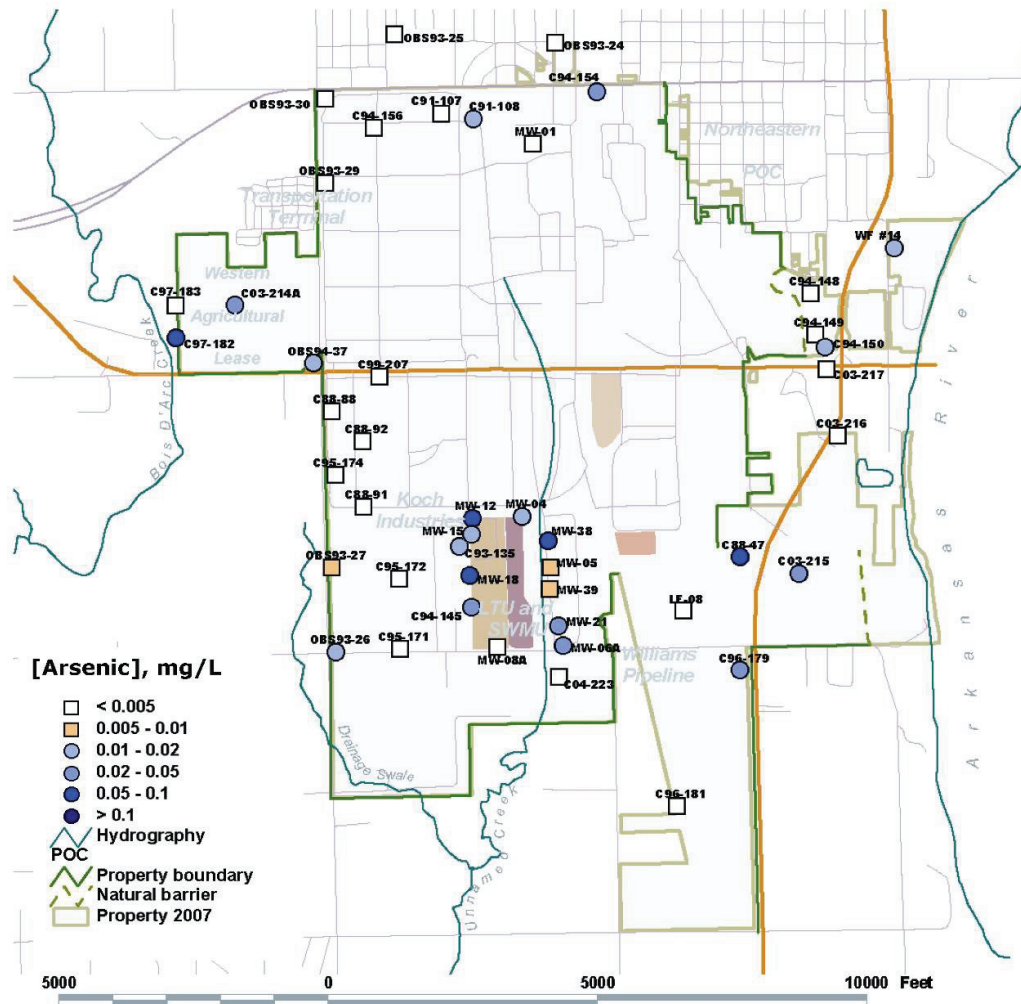 OBS93-25
OBS93-24
C94-154
OBS93-30
C91-107
C91-108
C94-156
MW-01
Northeastern
POC
OBS93-29
Transportation
Terminal
WF #14
Western
C94-148
C97-183
C03-214A
Agricultural
C94-149
C97-182
Lease
OBS94-37
C94-150
C99-207
C03-217
Bois D'Arc Creek
Arkansas River
C88-88
C88-92
C03-216
C95-174
C88-91
Koch
Industries
MW-12
MW-04
MW-15
MW-38
C93-135
C88-47
OBS93-27
C95-172
MW-18
MW-05
C03-215
MW-39
C94-145
LTU and
SWMU
LF-08
MW-21
OBS93-26
C95-171
MW-08A
MW-06A
Williams
Pipeline
C96-179
C04-223
Drainage Swale
Unnamed Creek
C96-181
[Arsenic], mg/L
< 0.005
0.005 - 0.01
0.01 - 0.02
0.02 - 0.05
0.05 - 0.1
> 0.1
Hydrography
POC
Property boundary
Natural barrier
Property 2007
5000 0 5000 10000 Feet